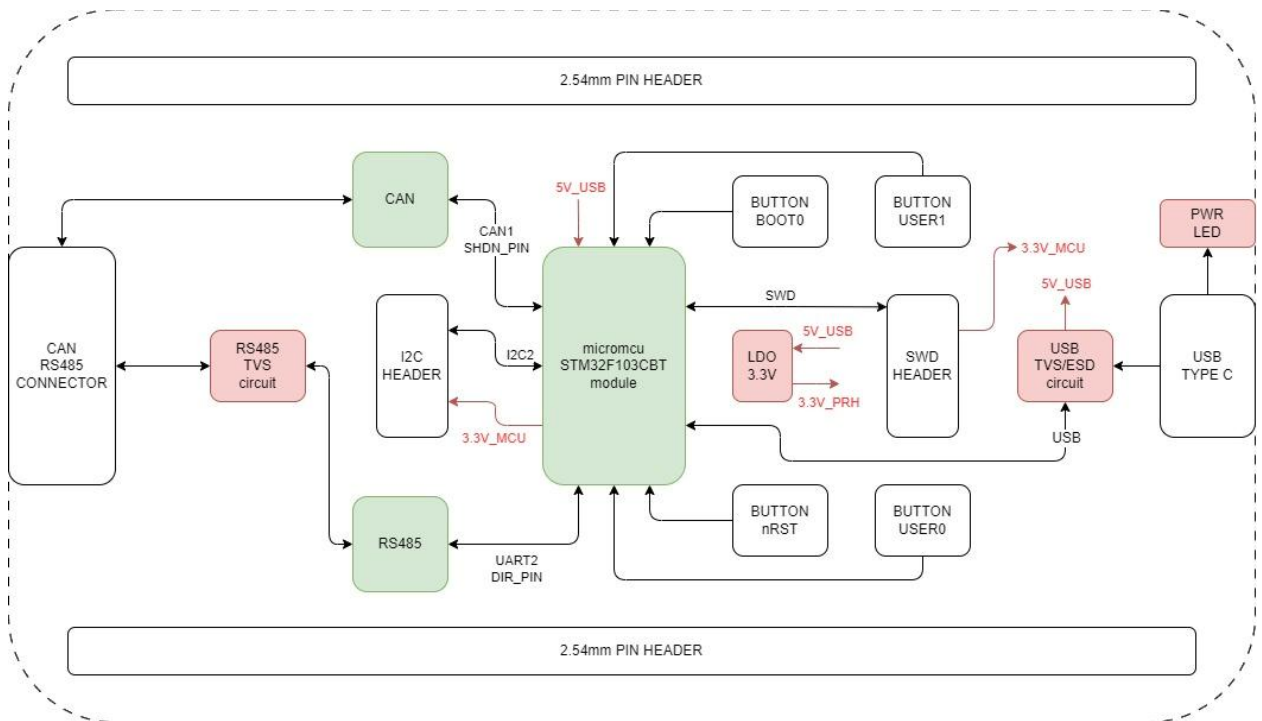 2.54mm PIN HEADER
CAN
CAN1
SHDN_PIN
5V_USB
BUTTON
BOOT0
BUTTON
USER1
PWR
LED
3.3V_MCU
CAN
RS485
CONNECTOR
RS485
TVS
circuit
I2C
HEADER
I2C2
3.3V_MCU
micromcu
STM32F103CBT
module
SWD
LDO
3.3V
5V_USB
3.3V_PRH
SWD
HEADER
5V_USB
USB
TVS/ESD
circuit
USB
TYPE C
USB
RS485
UART2
DIR_PIN
BUTTON
nRST
BUTTON
USER0
2.54mm PIN HEADER